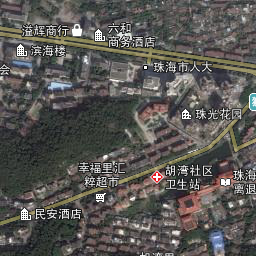 溢辉商行
六和
商务酒店
滨海楼
会
珠海市人大
珠光花园
幸福里汇
粹超市
胡湾社区
卫生站
珠海
离退
民安酒店